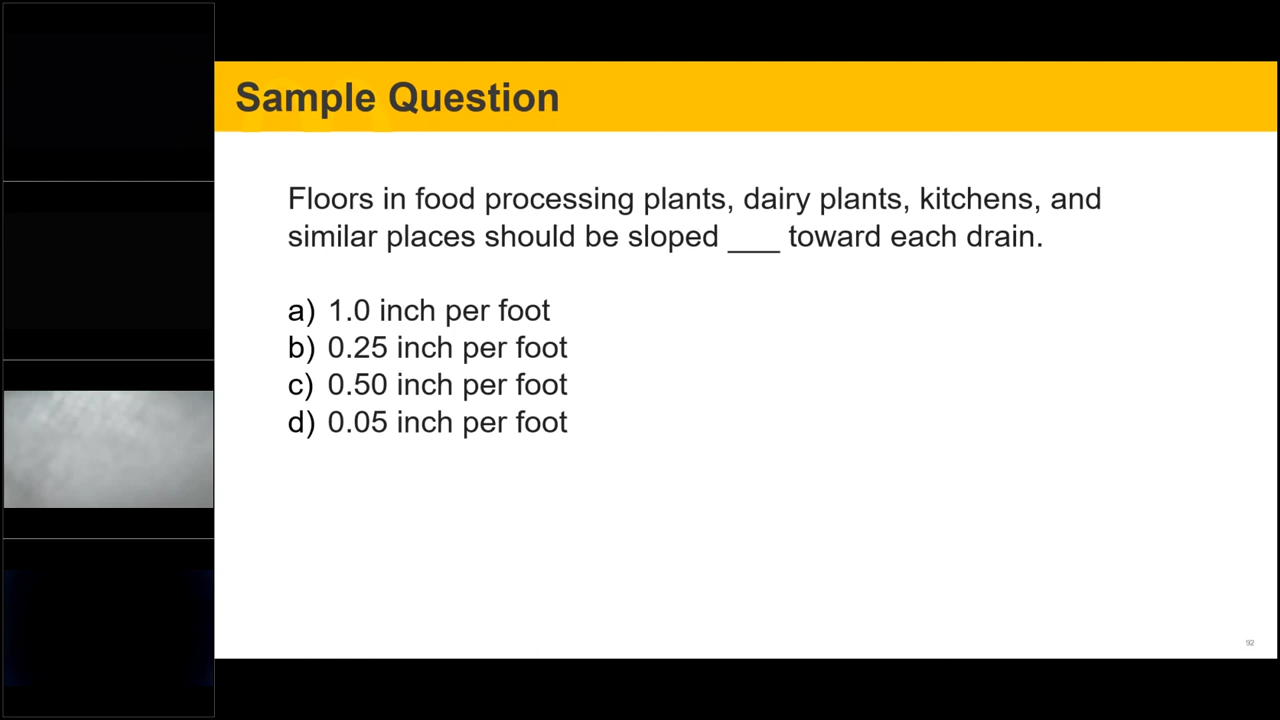 Sample Question
Floors in food processing plants, dairy plants, kitchens, and
similar places should be sloped ___ toward each drain.
a) 1.0 inch per foot
b) 0.25 inch per foot
c) 0.50 inch per foot
d) 0.05 inch per foot
92